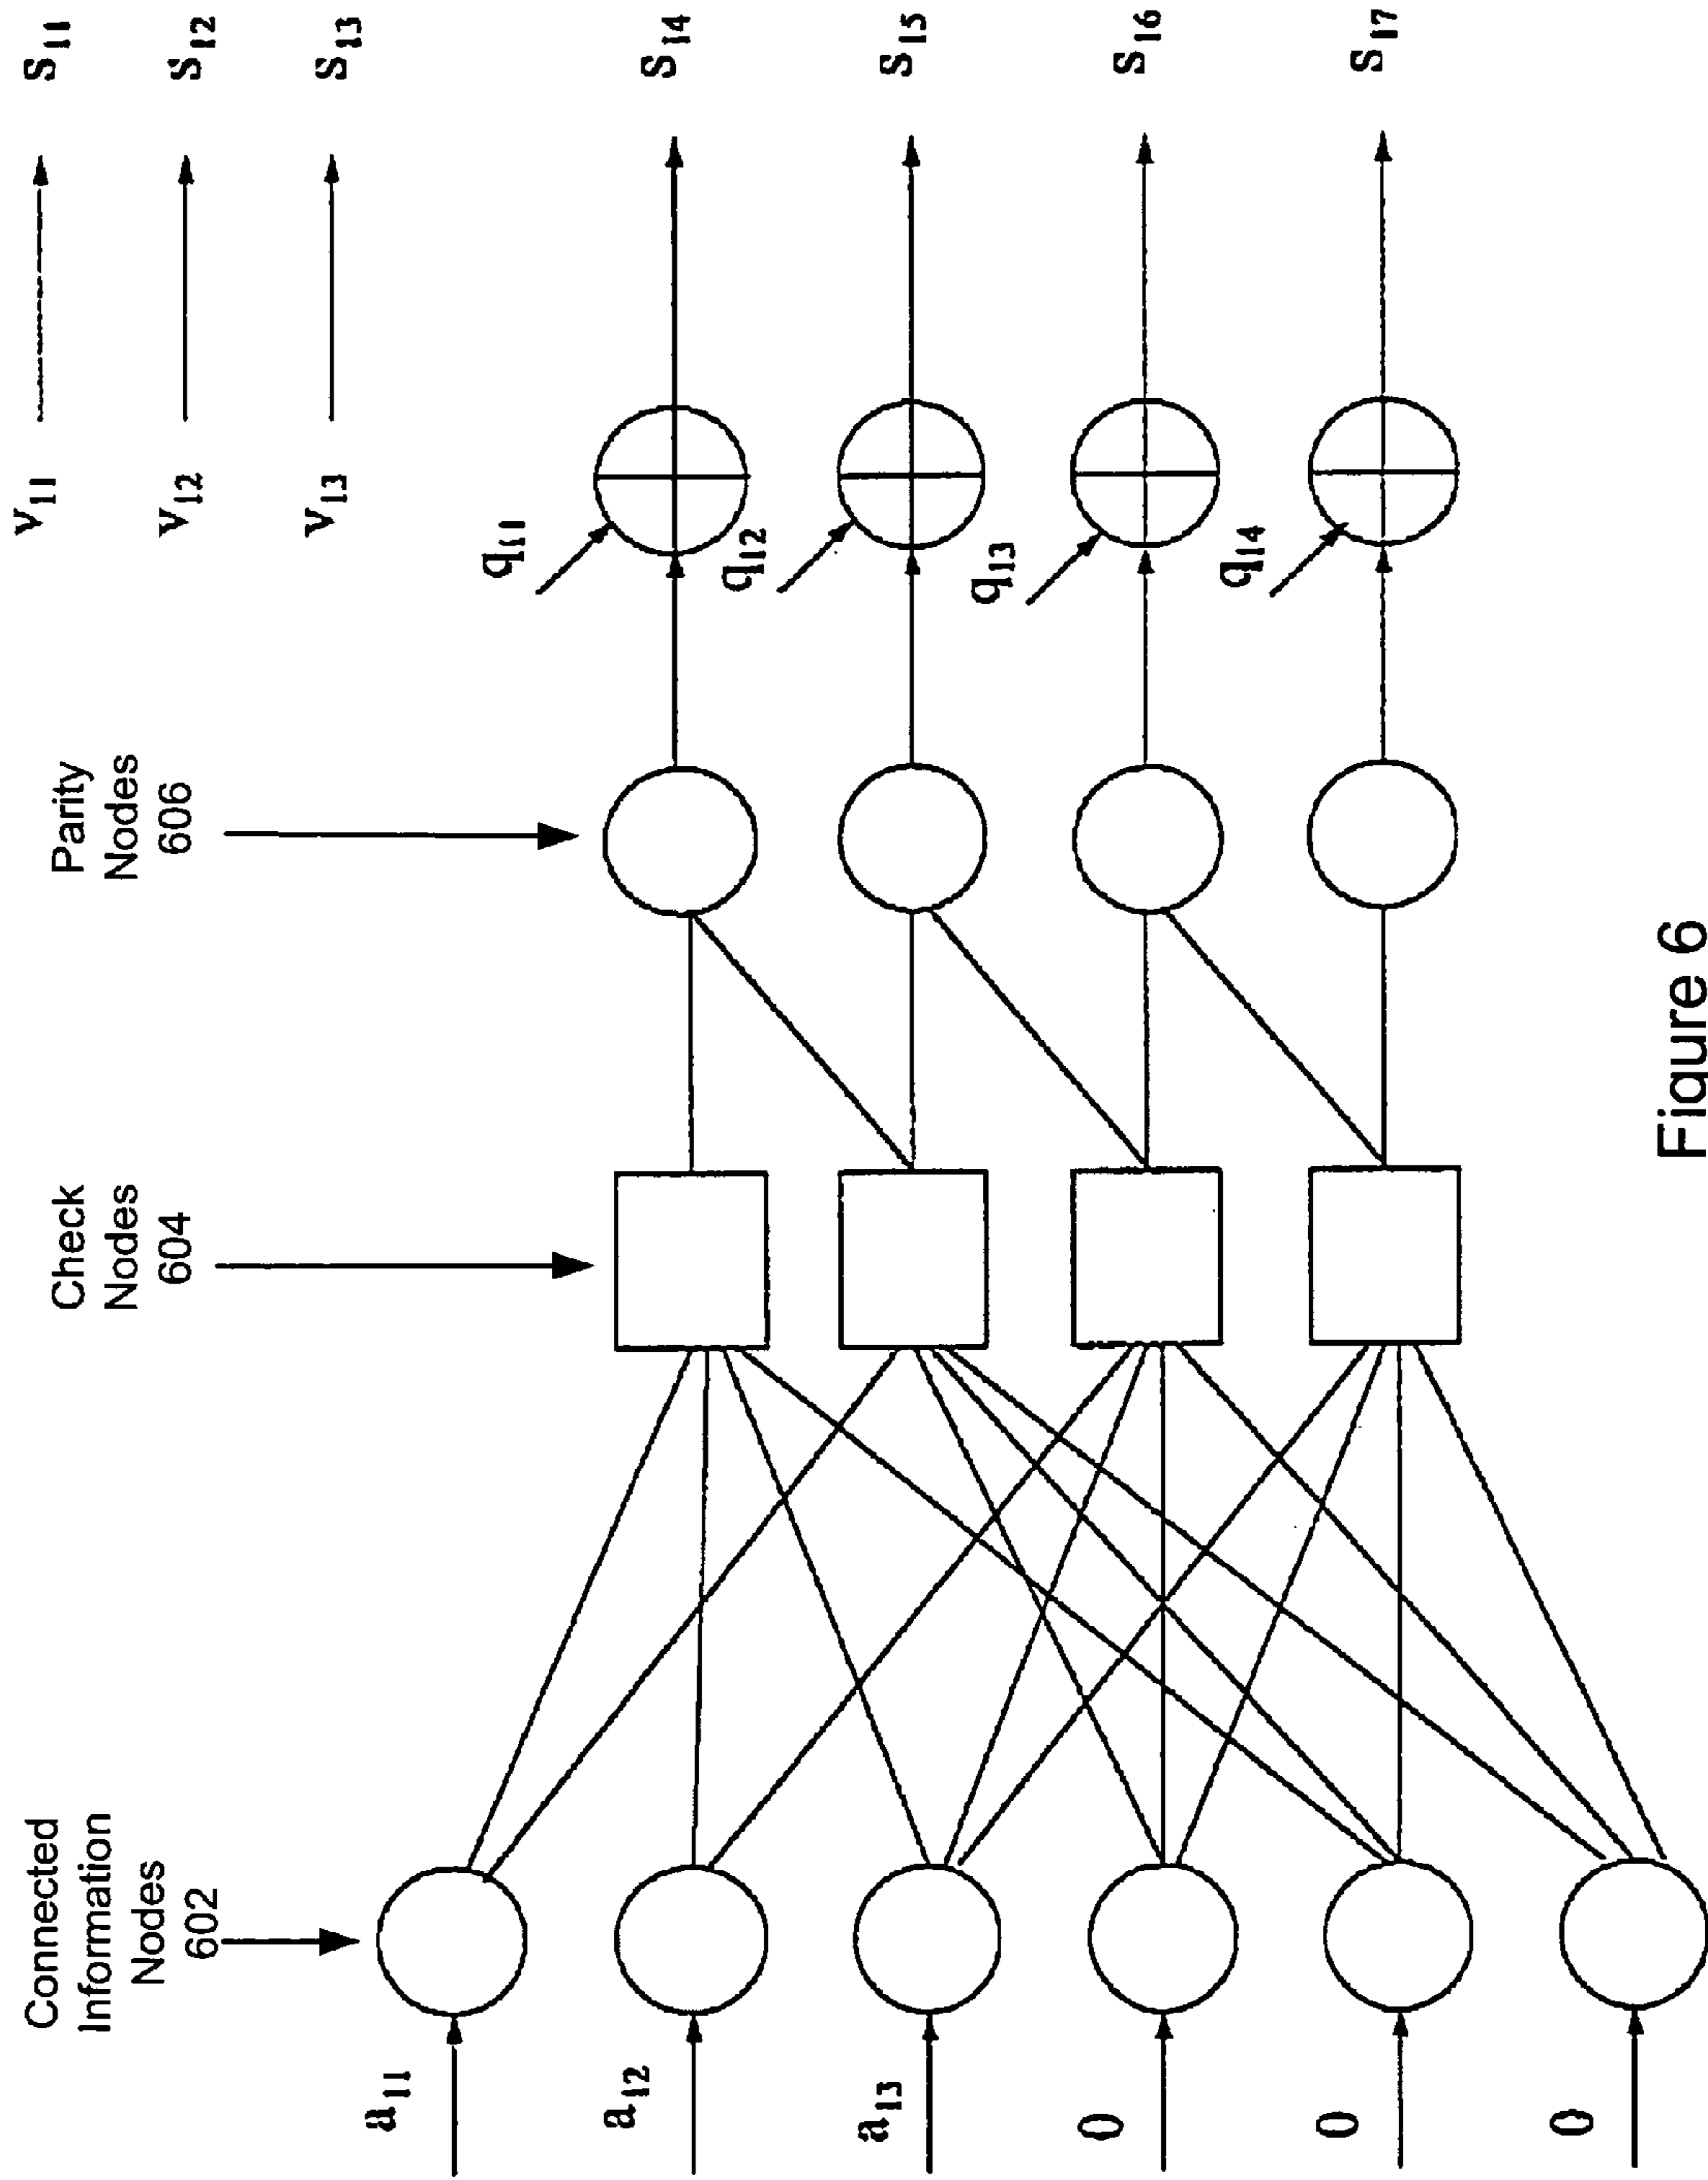 Connected
Information
Nodes
602
Check
Nodes
604
Parity
Nodes
606
v11
s11
v12
s12
v13
s13
a11
q11
s14
a12
q12
s15
a13
q13
s16
0
q14
s17
0
0
Figure 6